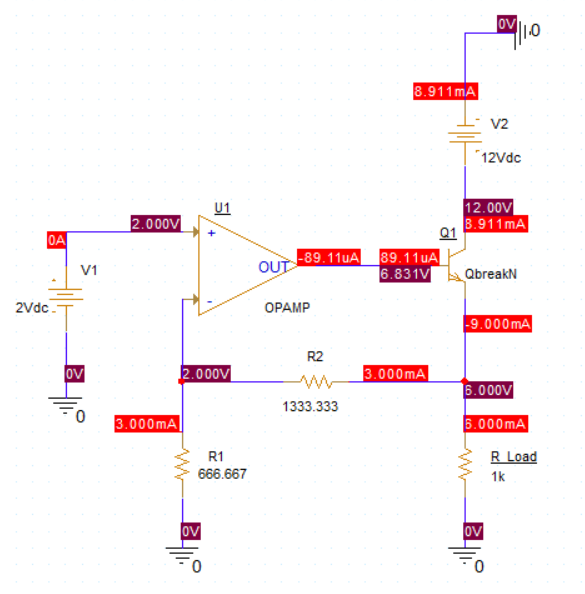 0V
0
8.911mA
V2
12Vdc
12.00V
8.911mA
U1
2.000V
0A
+
Q1
V1
OUT
-89.11uA
89.11uA
6.831V
QbreakN
2Vdc
-
OPAMP
-9.000mA
R2
0V
2.000V
3.000mA
6.000V
1333.333
0
3.000mA
6.000mA
R1
666.667
R_Load
1k
0V
0V
0
0